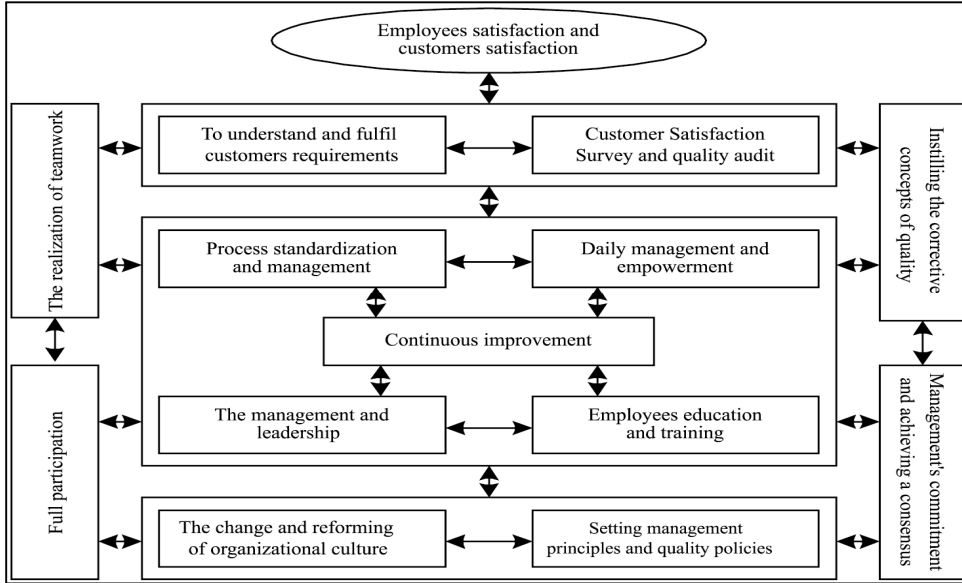 Employees satisfaction and
customers satisfaction
The realization of teamwork
To understand and fulfil
customers requirements
Customer Satisfaction
Survey and quality audit
Instilling the corrective
concepts of quality
Process standardization
and management
Daily management and
empowerment
Continuous improvement
Full participation
The management and
leadership
Employees education
and training
Management's commitment
and achieving a consensus
The change and reforming
of organizational culture
Setting management
principles and quality policies